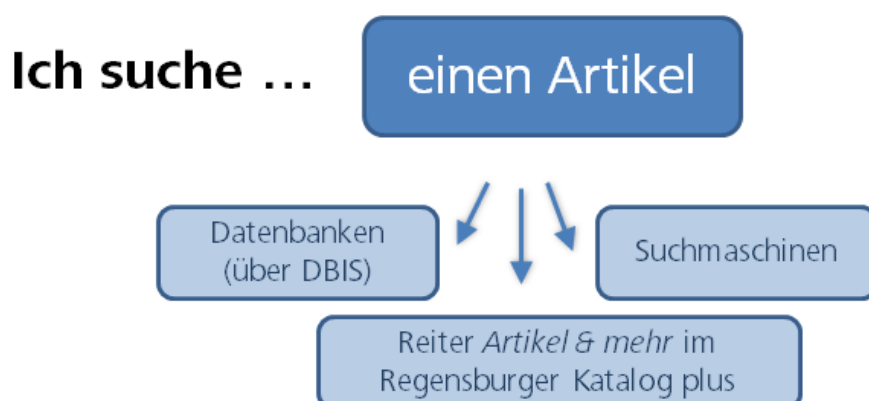 Ich suche … einen Artikel
Datenbanken
(über DBIS)
Suchmaschinen
Reiter Artikel & mehr im
Regensburger Katalog plus